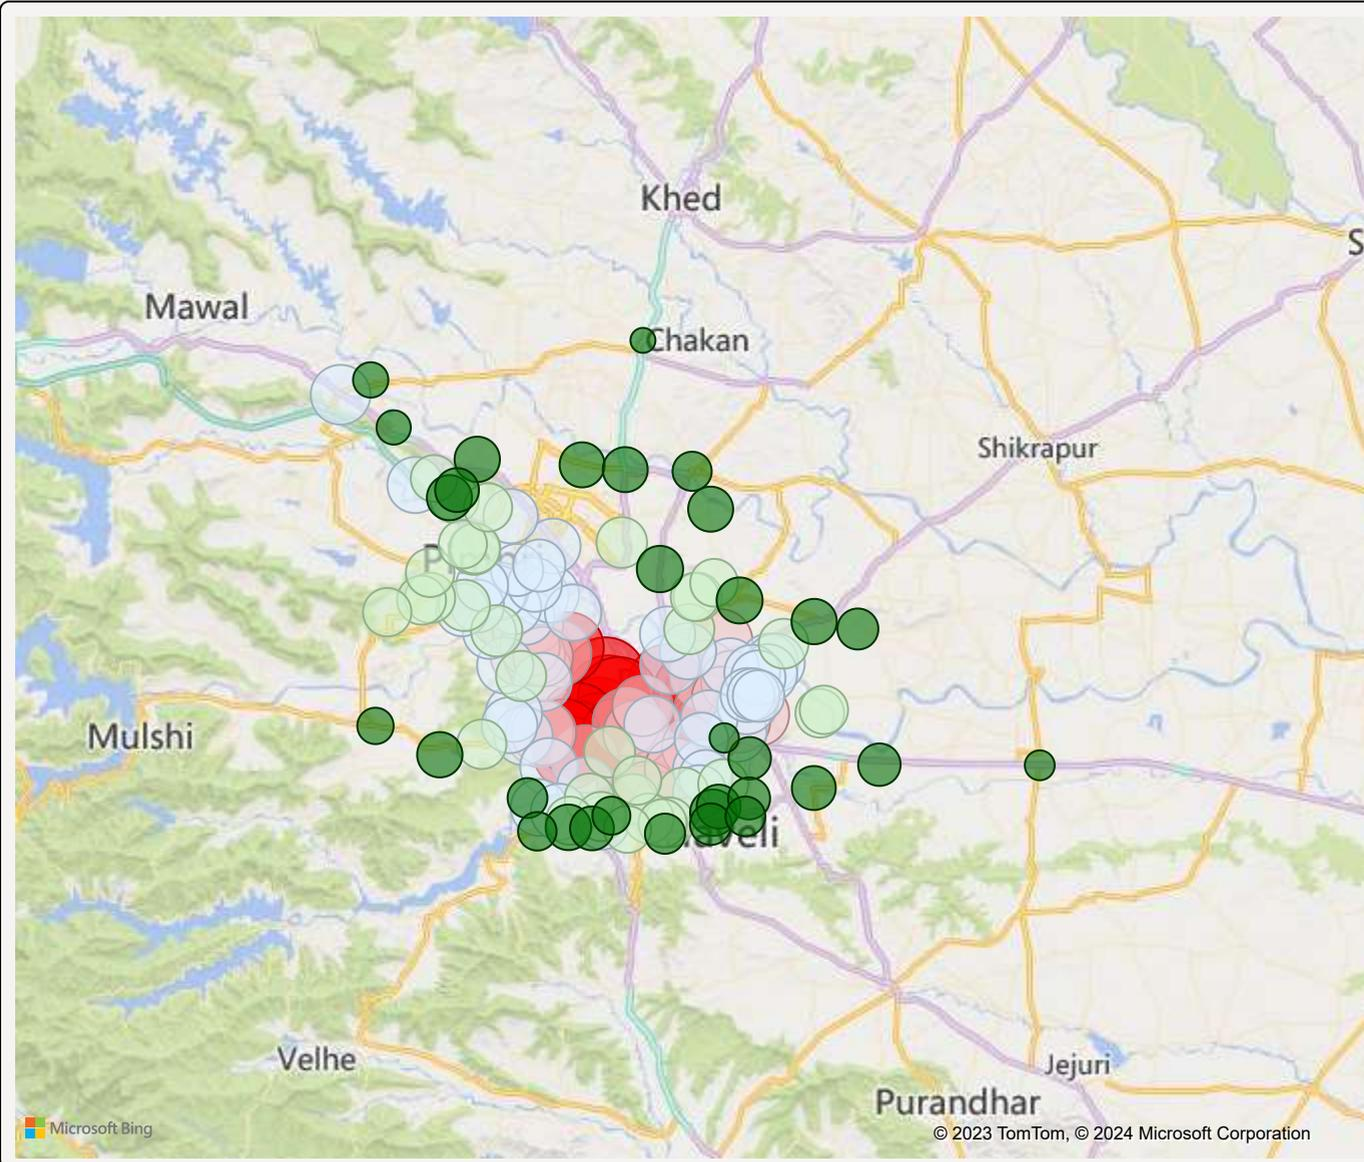 Khed
S
Mawal
Chakan
Shikrapur
Mulshi
Velhe
Jejuri
Purandhar
Microsoft Bing
© 2023 TomTom, © 2024 Microsoft Corporation